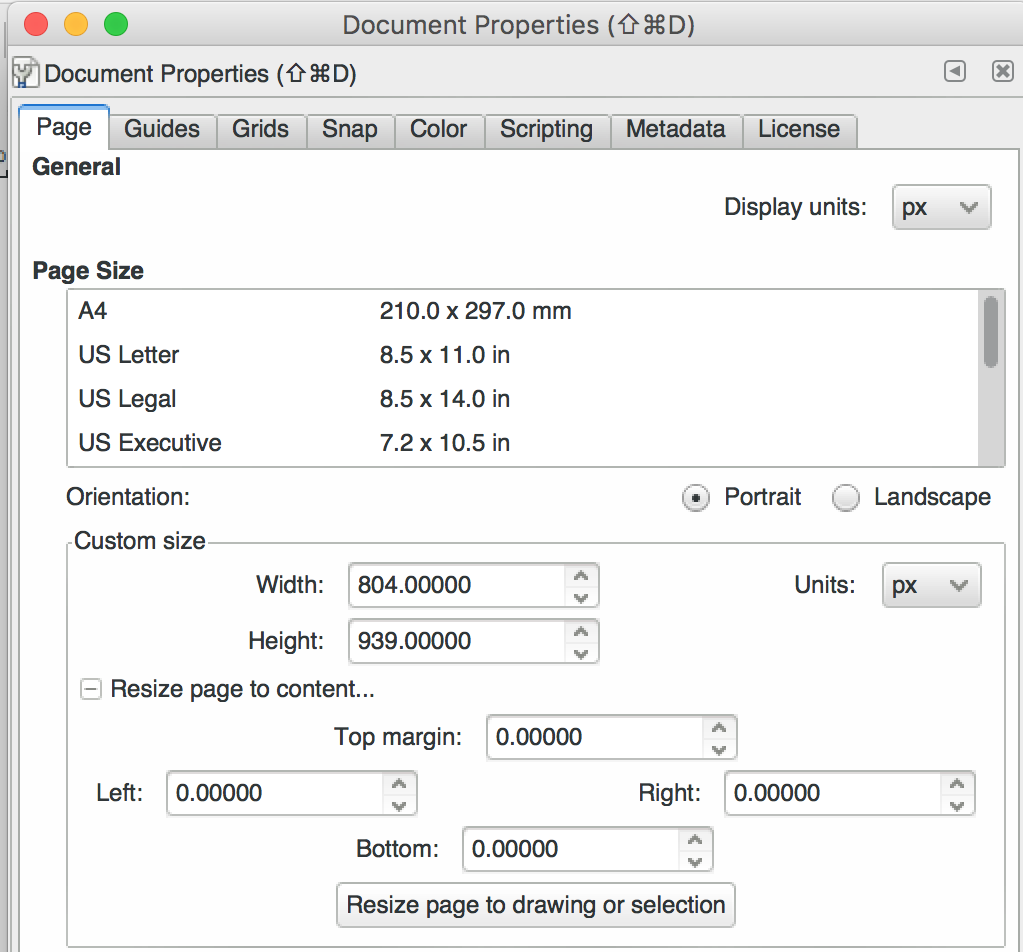 Document Properties (⇧⌘D)
Document Properties (⇧⌘D)
Page Guides Grids Snap Color Scripting Metadata License
General
Display units: px
Page Size
A4 210.0 x 297.0 mm
US Letter 8.5 x 11.0 in
US Legal 8.5 x 14.0 in
US Executive 7.2 x 10.5 in
Orientation: Portrait Landscape
Custom size
Width: 804.00000 Units: px
Height: 939.00000
Resize page to content...
Top margin: 0.00000
Left: 0.00000 Right: 0.00000
Bottom: 0.00000
Resize page to drawing or selection